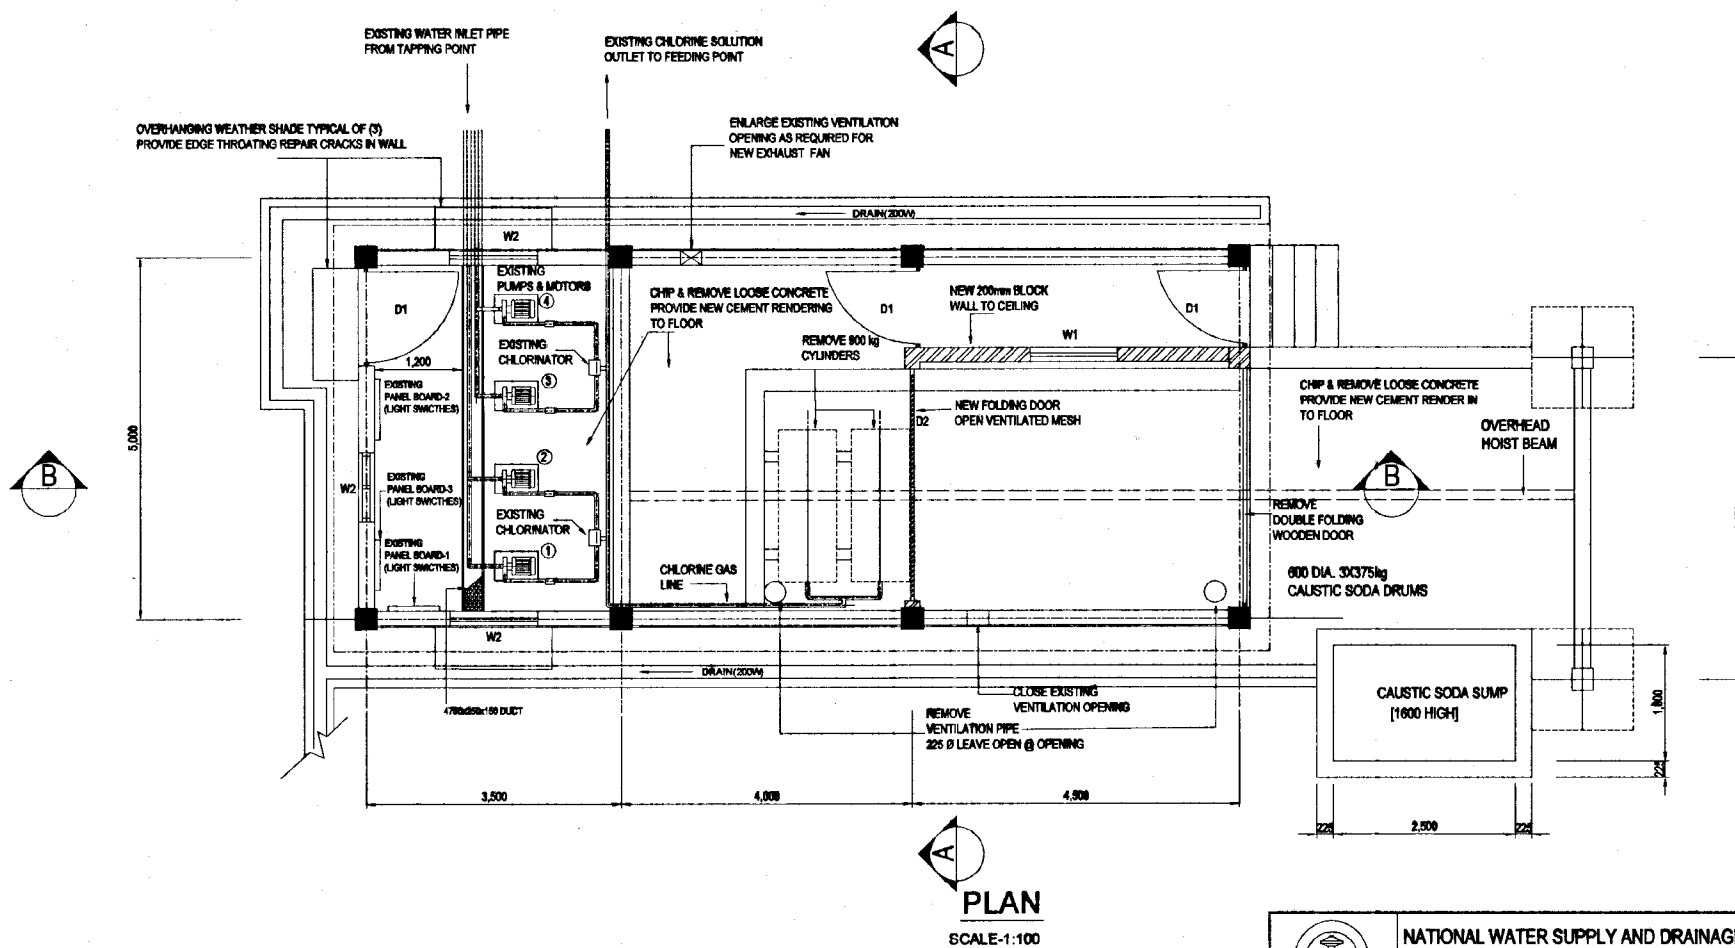 EXISTING WATER INLET PIPE
FROM TAPPING POINT
EXISTING CHLORINE SOLUTION
OUTLET TO FEEDING POINT
A
OVERHANGING WEATHER SHADE TYPICAL OF (3)
PROVIDE EDGE THROATING REPAIR CRACKS IN WALL
ENLARGE EXISTING VENTILATION
OPENING AS REQUIRED FOR
NEW EXHAUST FAN
DRAIN(200W)
W2
EXISTING
PUMPS & MOTORS
4
D1
CHIP & REMOVE LOOSE CONCRETE
PROVIDE NEW CEMENT RENDERING
TO FLOOR
D1
NEW 200mm BLOCK
WALL TO CEILING
D1
W1
REMOVE 900 kg
CYLINDERS
EXISTING
CHLORINATOR
1,200
3
EXISTING
PANEL BOARD-2
(LIGHT SWICTHES)
NEW FOLDING DOOR
OPEN VENTILATED MESH
D2
CHIP & REMOVE LOOSE CONCRETE
PROVIDE NEW CEMENT RENDER IN
TO FLOOR
OVERHEAD
HOIST BEAM
5,000
B
W2
2
EXISTING
PANEL BOARD-3
(LIGHT SWICTHES)
B
EXISTING
CHLORINATOR
REMOVE
DOUBLE FOLDING
WOODEN DOOR
EXISTING
PANEL BOARD-1
(LIGHT SWICTHES)
1
CHLORINE GAS
LINE
600 DIA. 3X375kg
CAUSTIC SODA DRUMS
W2
DRAIN(200W)
4700x250x150 DUCT
CLOSE EXISTING
VENTILATION OPENING
REMOVE
VENTILATION PIPE
225 Ø LEAVE OPEN @ OPENING
CAUSTIC SODA SUMP
[1600 HIGH]
1,800
225
3,500
4,000
4,500
225
2,500
225
A
PLAN
SCALE-1:100
NATIONAL WATER SUPPLY AND DRAINAG